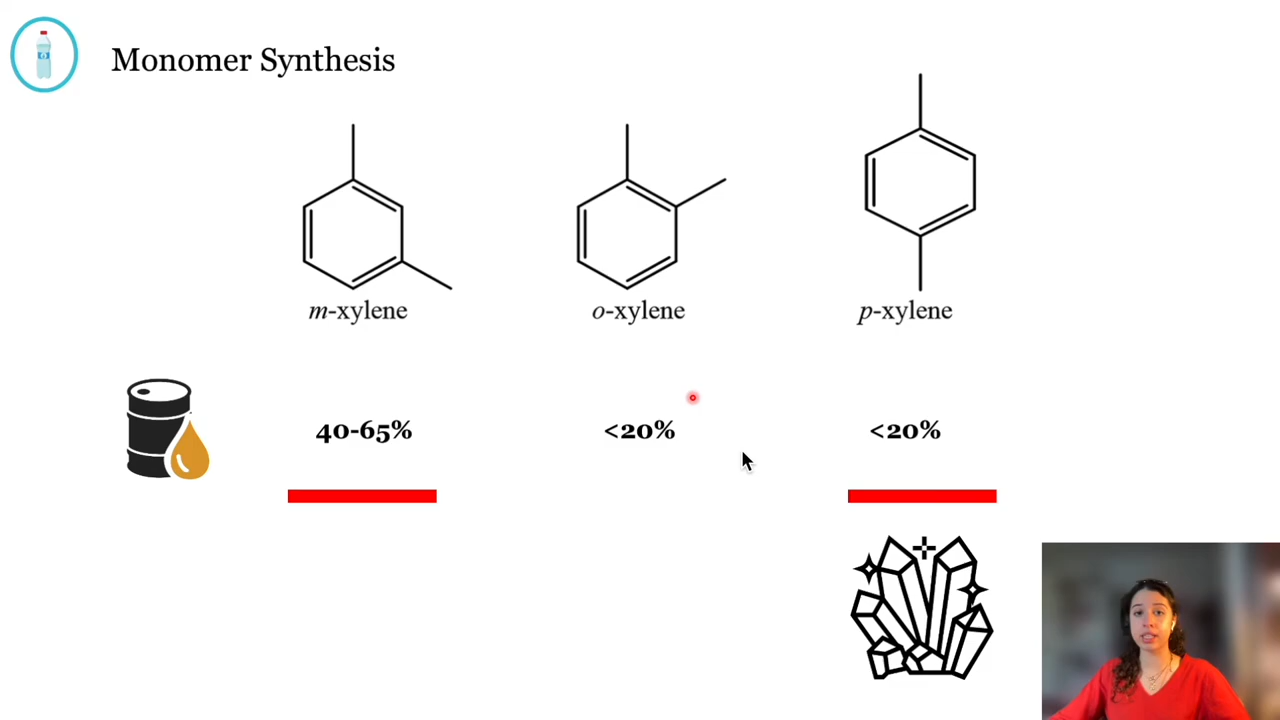 Monomer Synthesis
m-xylene
o-xylene
p-xylene
40-65%
<20%
<20%